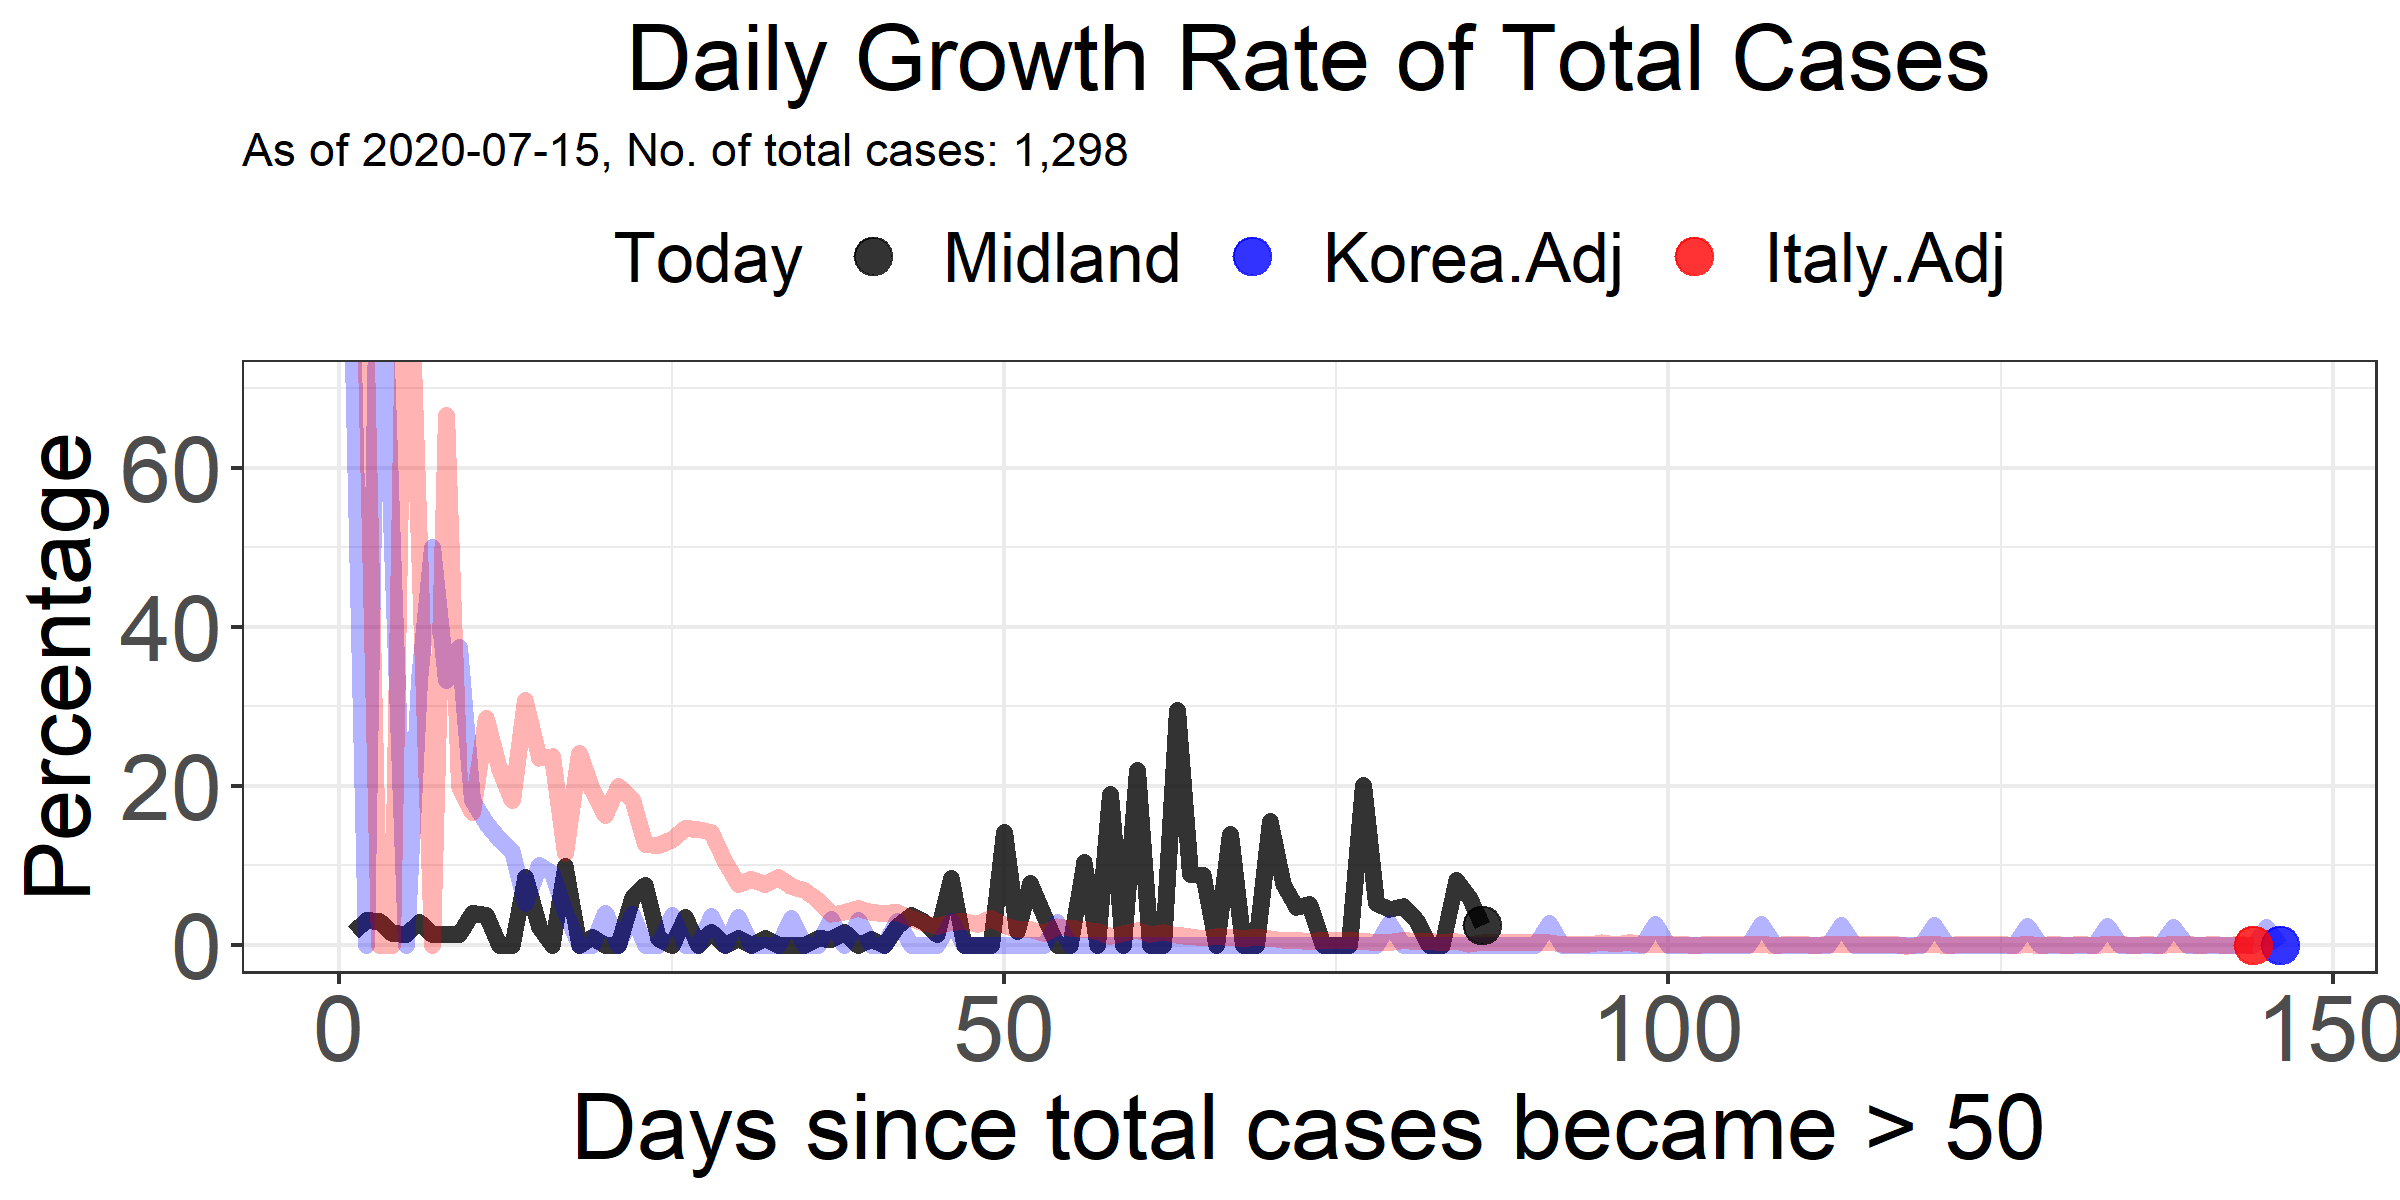 Daily Growth Rate of Total Cases
As of 2020-07-15, No. of total cases: 1,298
Today Midland Korea.Adj Italy.Adj
Percentage
60
40
20
0
0 50 100 150
Days since total cases became > 50